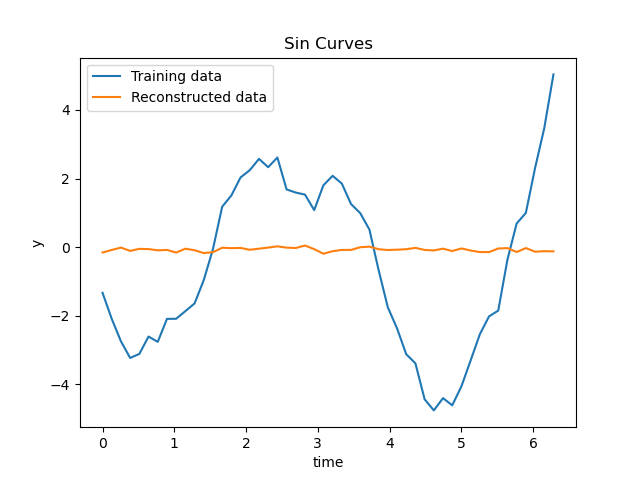 Sin Curves
Training data
Reconstructed data
4
2
0
−2
−4
y
0 1 2 3 4 5 6
time